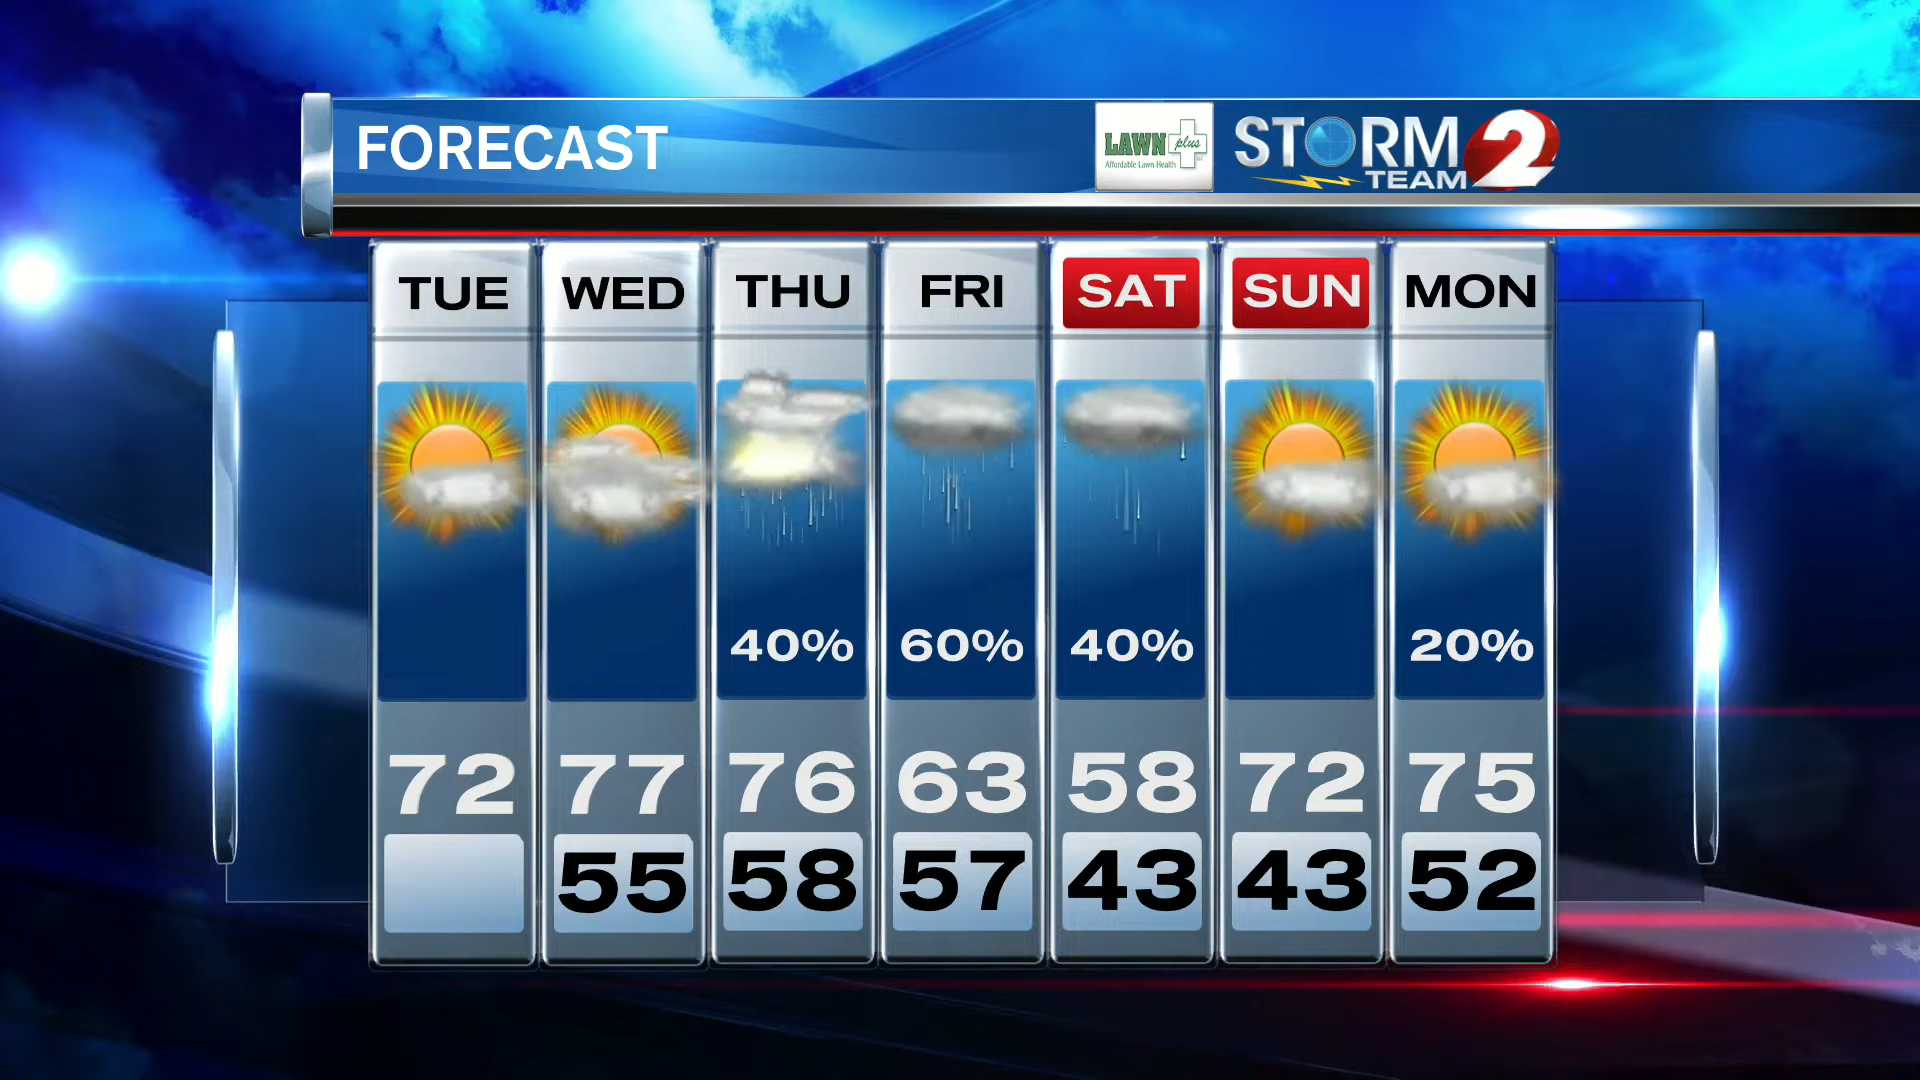 FORECAST
LAWN plus
Affordable Lawn Health
STORM
TEAM 2
TUE WED THU FRI SAT SUN MON
40% 60% 40% 20%
72 77 76 63 58 72 75
55 58 57 43 43 52